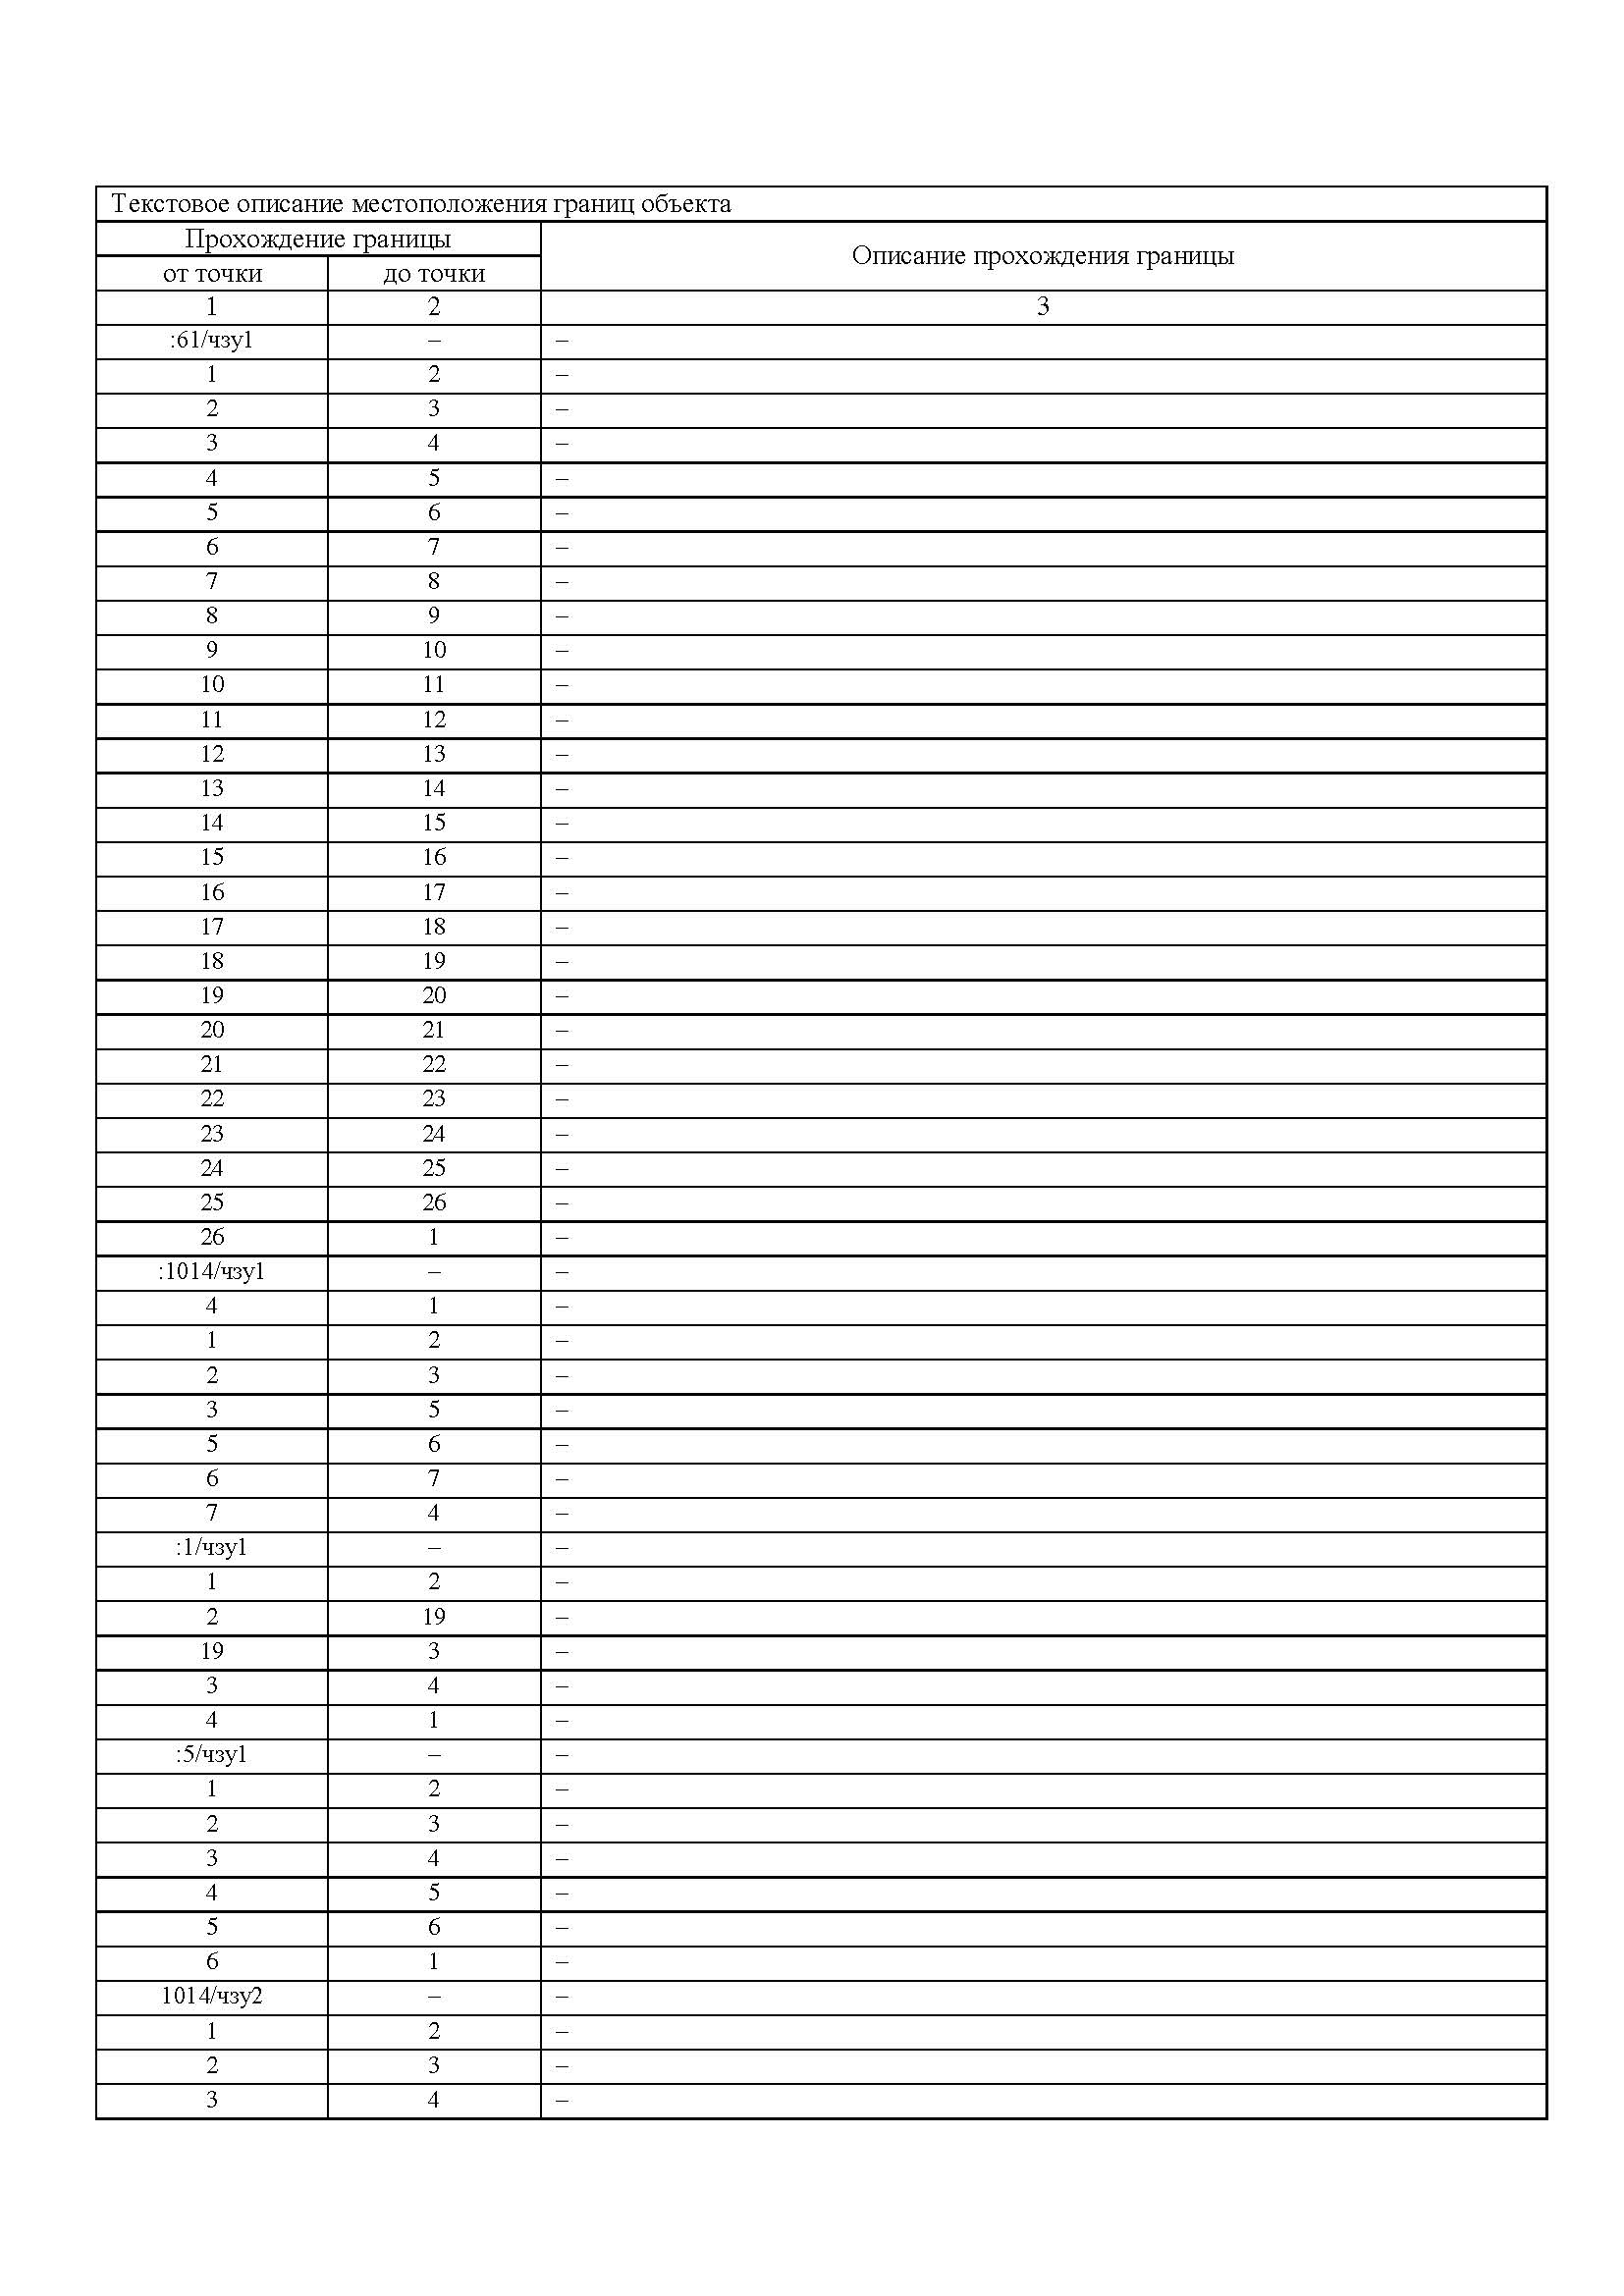 Текстовое описание местоположения границ объекта
Прохождение границы
Описание прохождения границы
от точки до точки
1 2 3
:61/чзу1 – –
1 2 –
2 3 –
3 4 –
4 5 –
5 6 –
6 7 –
7 8 –
8 9 –
9 10 –
10 11 –
11 12 –
12 13 –
13 14 –
14 15 –
15 16 –
16 17 –
17 18 –
18 19 –
19 20 –
20 21 –
21 22 –
22 23 –
23 24 –
24 25 –
25 26 –
26 1 –
:1014/чзу1 – –
4 1 –
1 2 –
2 3 –
3 5 –
5 6 –
6 7 –
7 4 –
:1/чзу1 – –
1 2 –
2 19 –
19 3 –
3 4 –
4 1 –
:5/чзу1 – –
1 2 –
2 3 –
3 4 –
4 5 –
5 6 –
6 1 –
1014/чзу2 – –
1 2 –
2 3 –
3 4 –